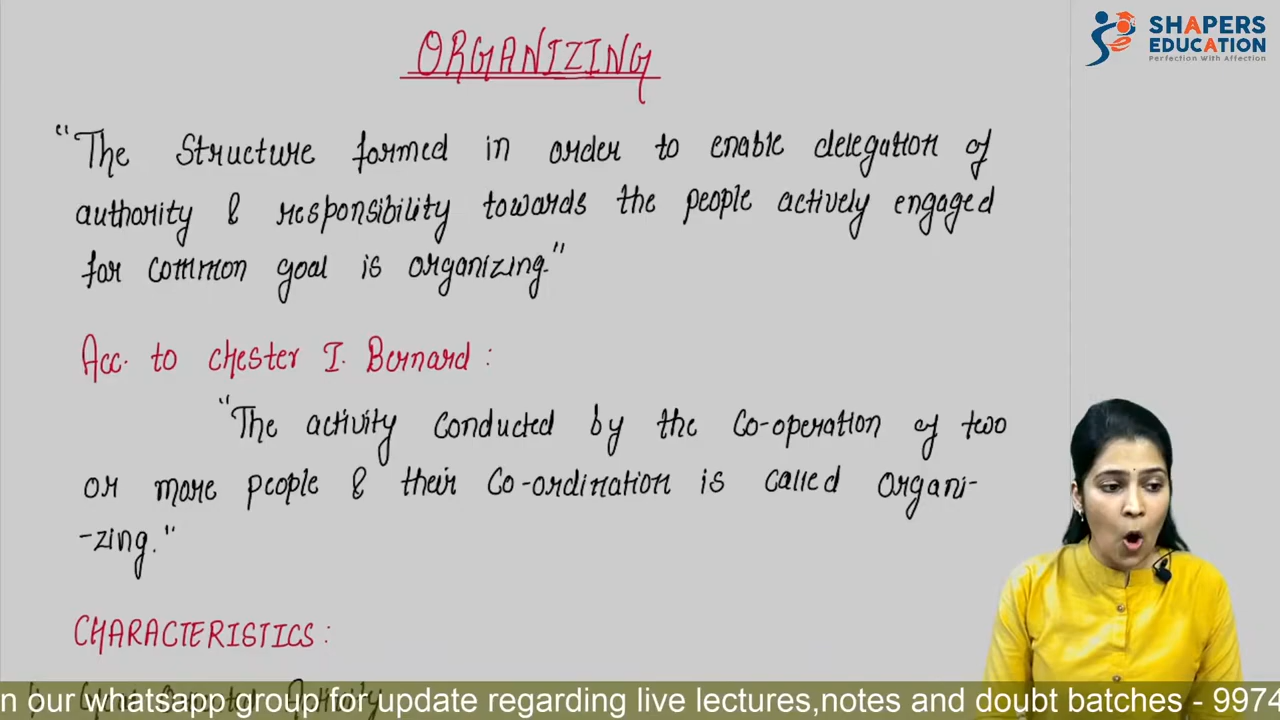 SHAPERS
EDUCATION
Perfection With Affection
ORGANIZING
"The structure formed in order to enable delegation of
authority & responsibility towards the people actively engaged
for common goal is organizing."
Acc. to Chester I. Bernard :
"The activity conducted by the Co-operation of two
or more people & their Co-ordination is called organi-
-zing."
CHARACTERISTICS :
n our whatsapp group for update regarding live lectures,notes and doubt batches - 9974